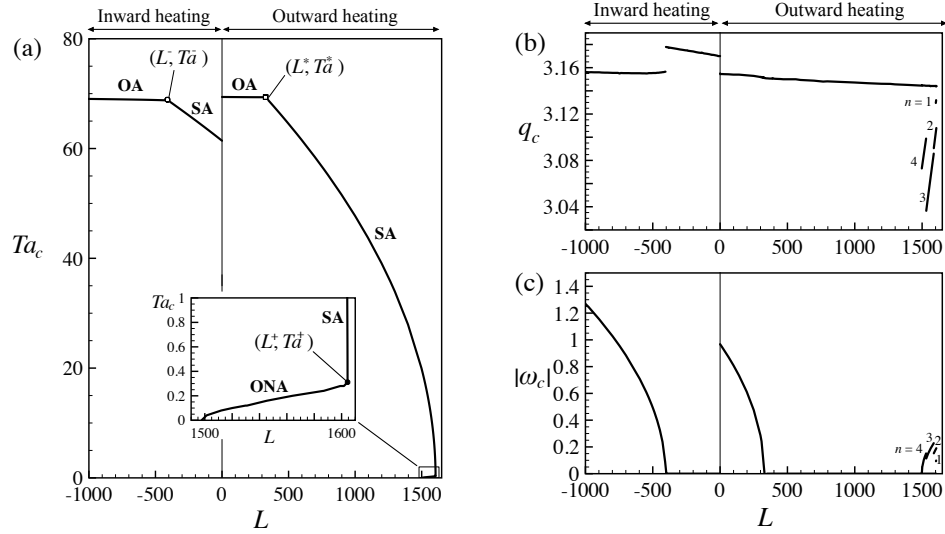 Inward heating
Outward heating
(a)
80
60
40
20
0
Ta_c
OA
(L⁻, Ta⁻)
SA
OA
(L*, Ta*)
SA
Ta_c
1
0.8
0.6
0.4
0.2
0
SA
(L⁺, Ta⁺)
ONA
1500
L
1600
-1000
-500
0
500
1000
1500
L
Inward heating
Outward heating
(b)
3.16
3.12
3.08
3.04
q_c
n = 1
2
4
3
-1000
-400
0
500
1000
1500
(c)
1.4
1.2
1
0.8
0.6
0.4
0.2
0
|ω_c|
n = 4
3
2
1
-1000
-400
0
500
1000
1500
L